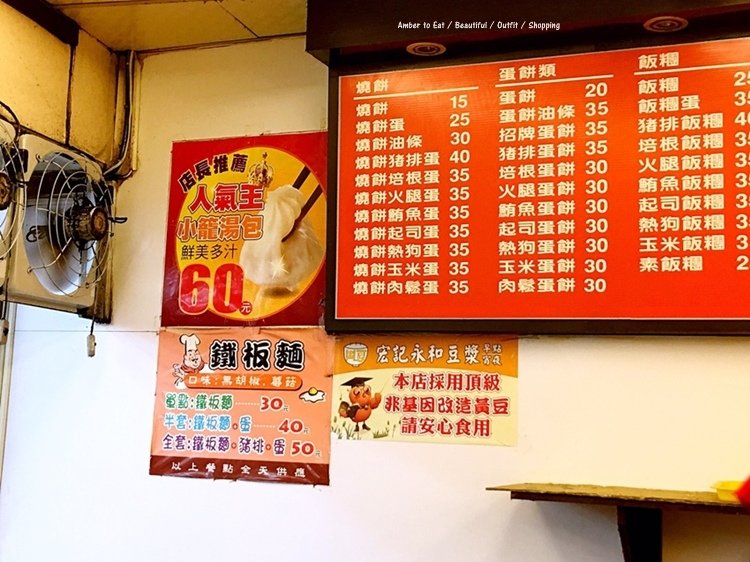 Amber to Eat / Beautiful / Outfit / Shopping
燒餅
燒餅 15
燒餅蛋 25
燒餅油條 30
燒餅豬排蛋 40
燒餅培根蛋 35
燒餅火腿蛋 35
燒餅鮪魚蛋 35
燒餅起司蛋 35
燒餅熱狗蛋 35
燒餅玉米蛋 35
燒餅肉鬆蛋 35
蛋餅類
蛋餅 20
蛋餅油條 35
招牌蛋餅 35
豬排蛋餅 35
培根蛋餅 30
火腿蛋餅 30
鮪魚蛋餅 30
起司蛋餅 30
熱狗蛋餅 30
玉米蛋餅 30
肉鬆蛋餅 30
飯糰
飯糰
飯糰蛋
豬排飯糰
培根飯糰
火腿飯糰
鮪魚飯糰
起司飯糰
熱狗飯糰
玉米飯糰
素飯糰
店長推薦
人氣王
小籠湯包
鮮美多汁
60元
鐵板麵
口味:黑胡椒.蘑菇
單點:鐵板麵 30元
半套:鐵板麵+蛋 40元
全套:鐵板麵+豬排+蛋 50元
以上餐點全天供應
宏記永和豆漿 早點 宵夜
本店採用頂級
非基因改造黃豆
請安心食用